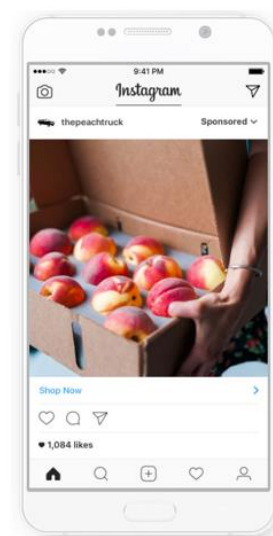 9:41 PM
Instagram
thepeachtruck Sponsored
Shop Now
1,084 likes